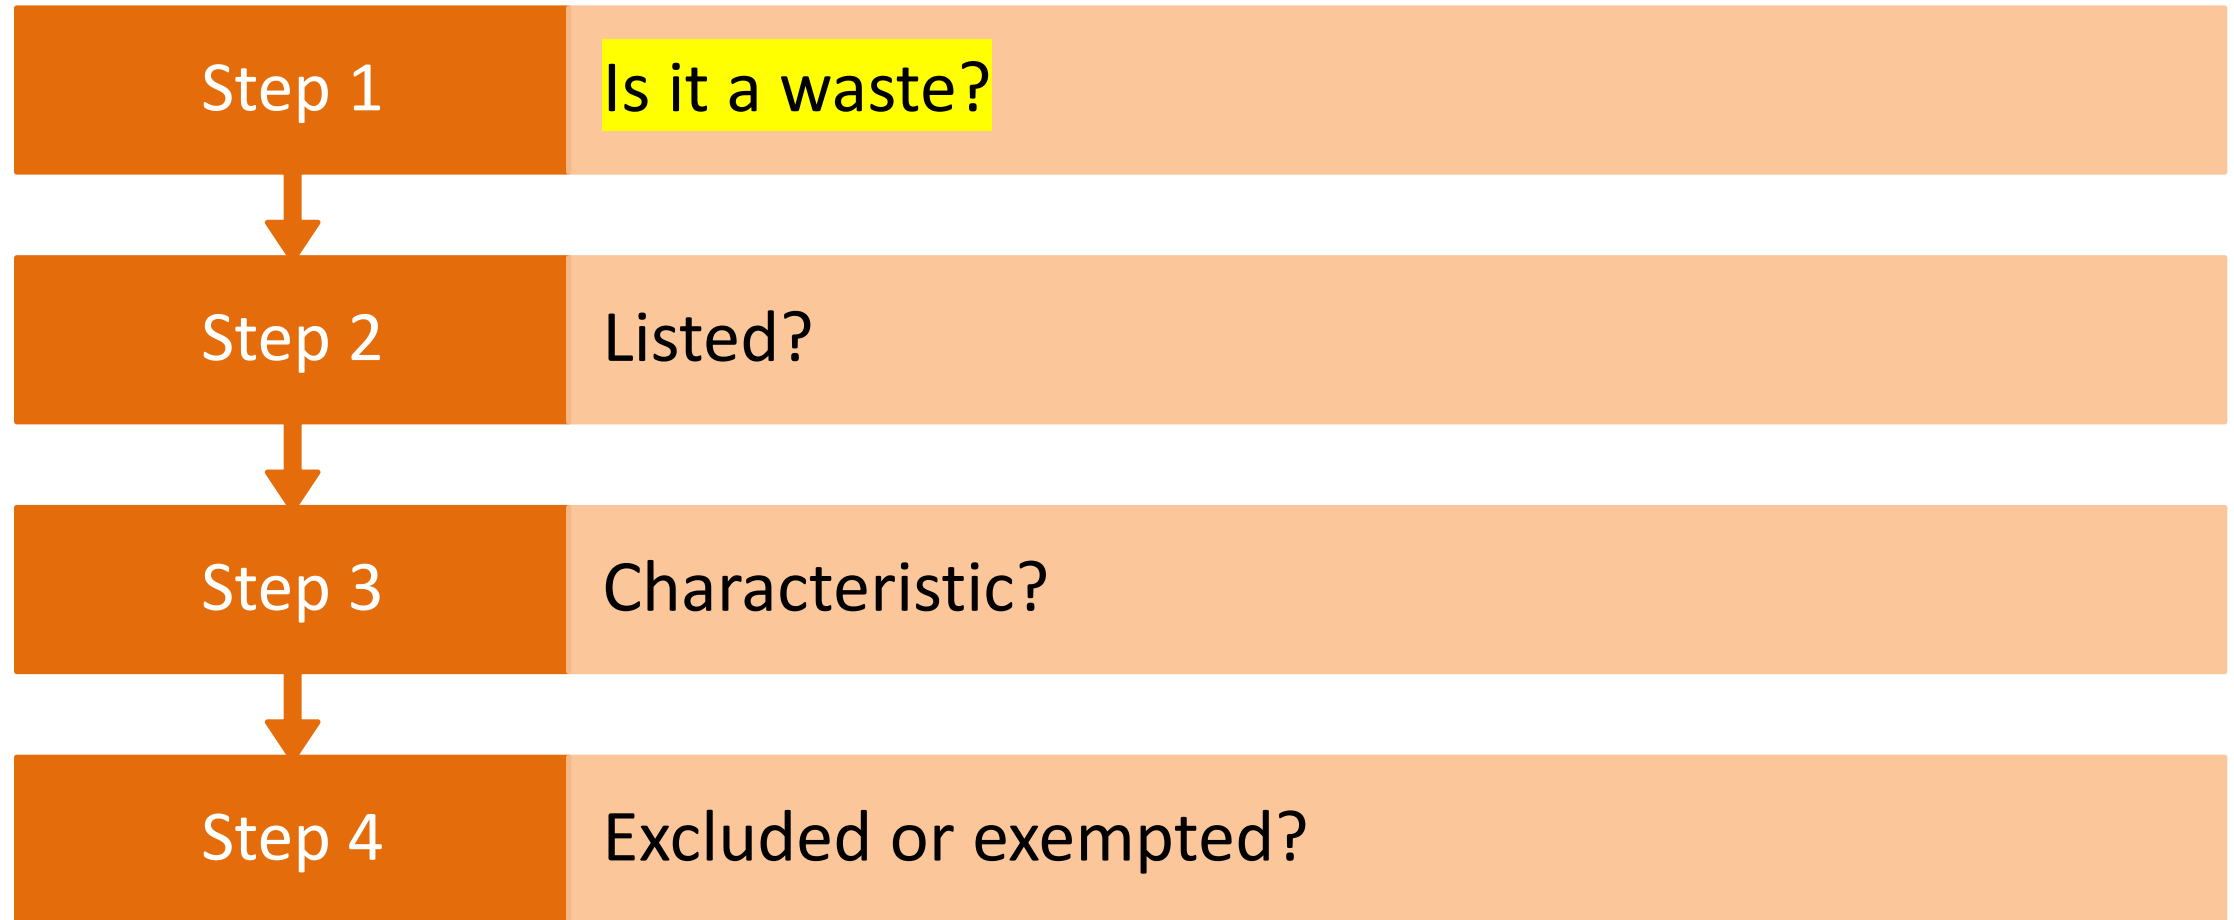 Step 1
Is it a waste?
Step 2
Listed?
Step 3
Characteristic?
Step 4
Excluded or exempted?